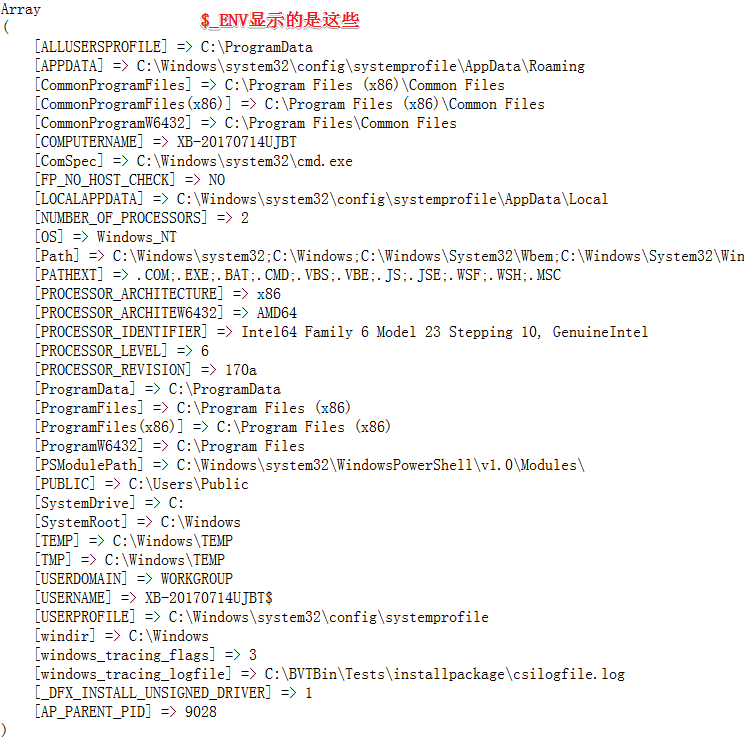 Array
$_ENV显示的是这些
(
[ALLUSERSPROFILE] => C:\ProgramData
[APPDATA] => C:\Windows\system32\config\systemprofile\AppData\Roaming
[CommonProgramFiles] => C:\Program Files (x86)\Common Files
[CommonProgramFiles(x86)] => C:\Program Files (x86)\Common Files
[CommonProgramW6432] => C:\Program Files\Common Files
[COMPUTERNAME] => XB-20170714UJBT
[ComSpec] => C:\Windows\system32\cmd.exe
[FP_NO_HOST_CHECK] => NO
[LOCALAPPDATA] => C:\Windows\system32\config\systemprofile\AppData\Local
[NUMBER_OF_PROCESSORS] => 2
[OS] => Windows_NT
[Path] => C:\Windows\system32;C:\Windows;C:\Windows\System32\Wbem;C:\Windows\System32\Win
[PATHEXT] => .COM;.EXE;.BAT;.CMD;.VBS;.VBE;.JS;.JSE;.WSF;.WSH;.MSC
[PROCESSOR_ARCHITECTURE] => x86
[PROCESSOR_ARCHITEW6432] => AMD64
[PROCESSOR_IDENTIFIER] => Intel64 Family 6 Model 23 Stepping 10, GenuineIntel
[PROCESSOR_LEVEL] => 6
[PROCESSOR_REVISION] => 170a
[ProgramData] => C:\ProgramData
[ProgramFiles] => C:\Program Files (x86)
[ProgramFiles(x86)] => C:\Program Files (x86)
[ProgramW6432] => C:\Program Files
[PSModulePath] => C:\Windows\system32\WindowsPowerShell\v1.0\Modules\
[PUBLIC] => C:\Users\Public
[SystemDrive] => C:
[SystemRoot] => C:\Windows
[TEMP] => C:\Windows\TEMP
[TMP] => C:\Windows\TEMP
[USERDOMAIN] => WORKGROUP
[USERNAME] => XB-20170714UJBT$
[USERPROFILE] => C:\Windows\system32\config\systemprofile
[windir] => C:\Windows
[windows_tracing_flags] => 3
[windows_tracing_logfile] => C:\BVTBin\Tests\installpackage\csilogfile.log
[_DFX_INSTALL_UNSIGNED_DRIVER] => 1
[AP_PARENT_PID] => 9028
)